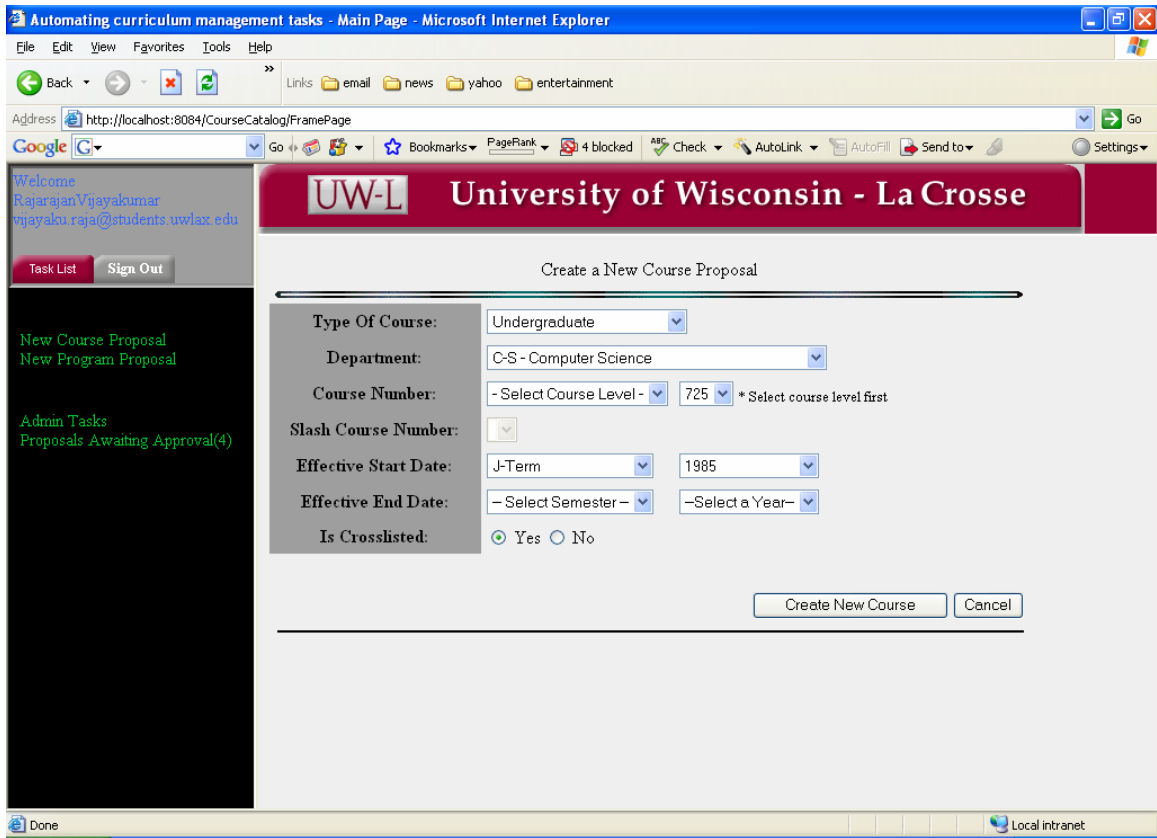 Automating curriculum management tasks - Main Page - Microsoft Internet Explorer
File Edit View Favorites Tools Help
Back » Links email news yahoo entertainment
Address http://localhost:8084/CourseCatalog/FramePage Go
Google G Go Bookmarks PageRank 4 blocked ABC Check AutoLink AutoFill Send to Settings
Welcome
RajarajanVijayakumar
vijayaku.raja@students.uwlax.edu
Task List Sign Out
New Course Proposal
New Program Proposal
Admin Tasks
Proposals Awaiting Approval(4)
UW-L University of Wisconsin - La Crosse
Create a New Course Proposal
Type Of Course: Undergraduate
Department: C-S - Computer Science
Course Number: - Select Course Level - 725 * Select course level first
Slash Course Number:
Effective Start Date: J-Term 1985
Effective End Date: -- Select Semester -- --Select a Year--
Is Crosslisted: Yes No
Create New Course Cancel
Done Local intranet